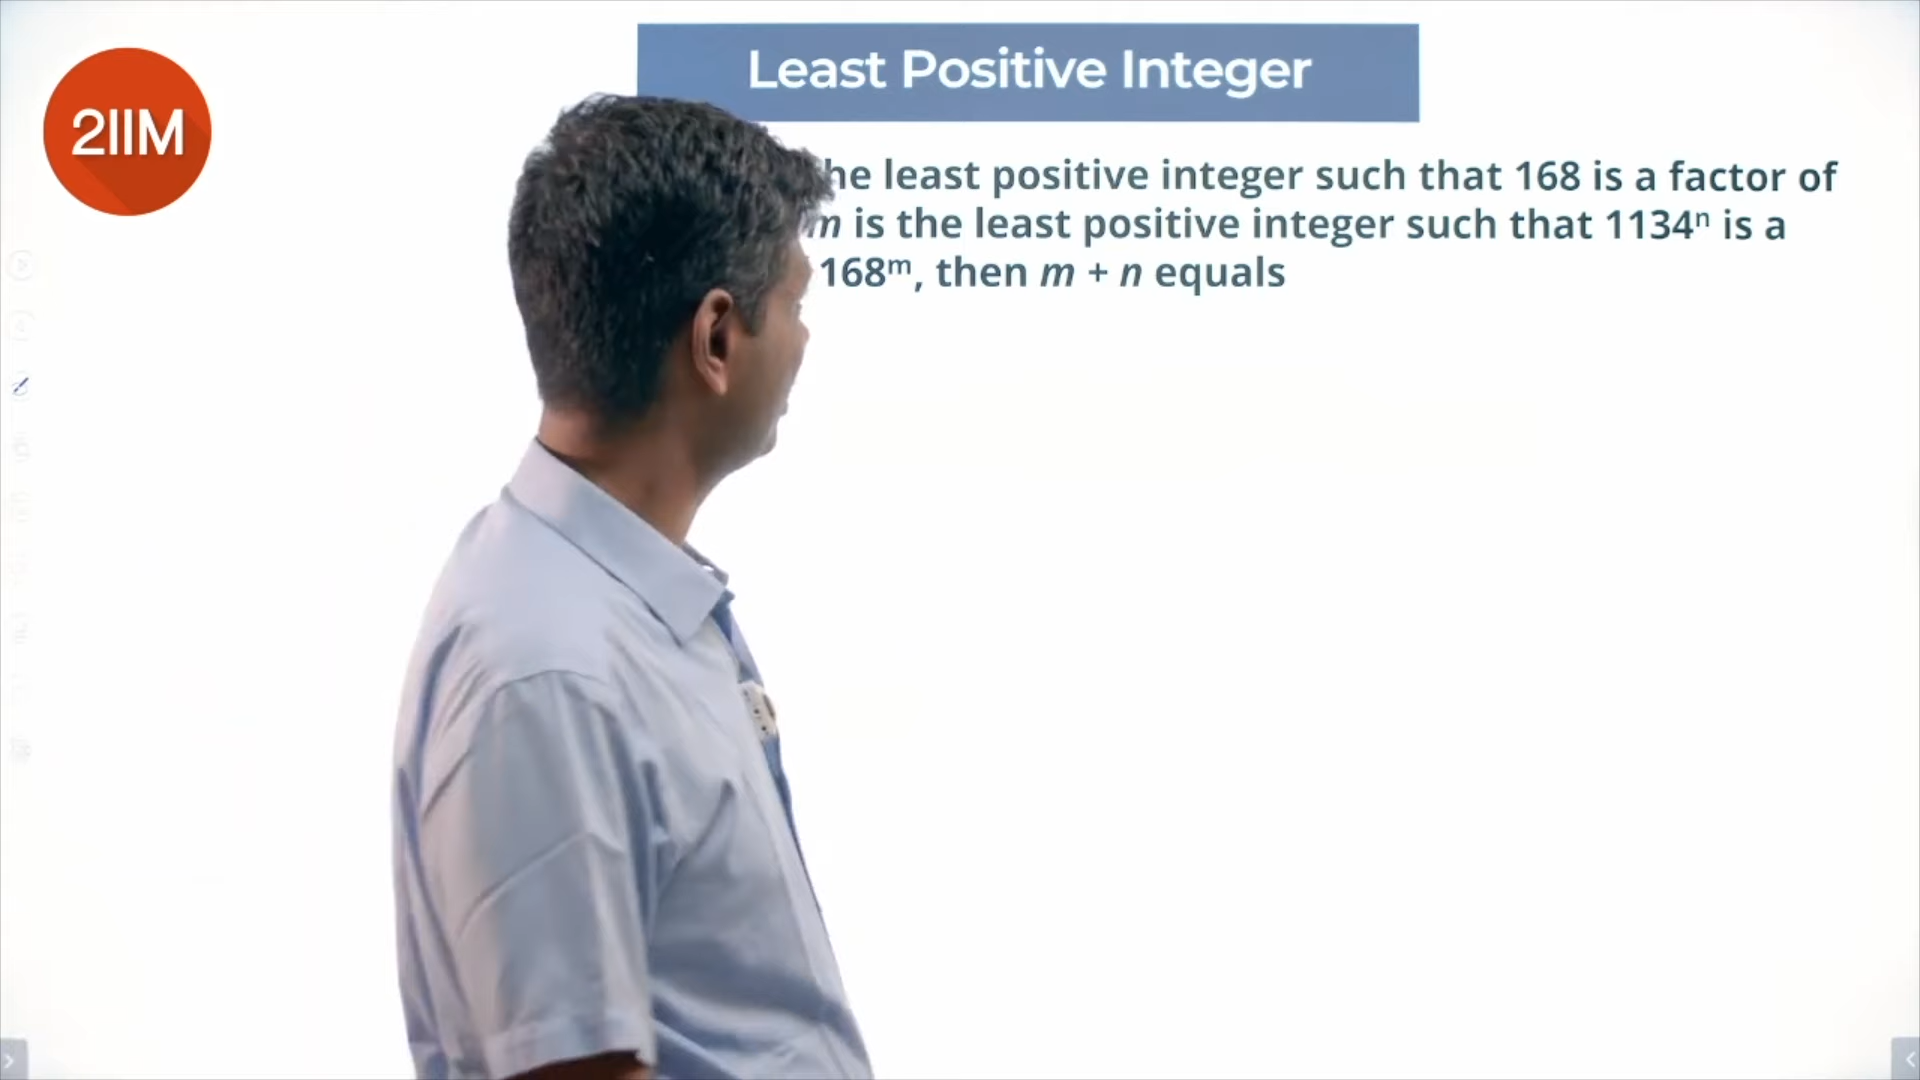 2IIM
Least Positive Integer
he least positive integer such that 168 is a factor of
m is the least positive integer such that 1134ⁿ is a
168ᵐ, then m + n equals